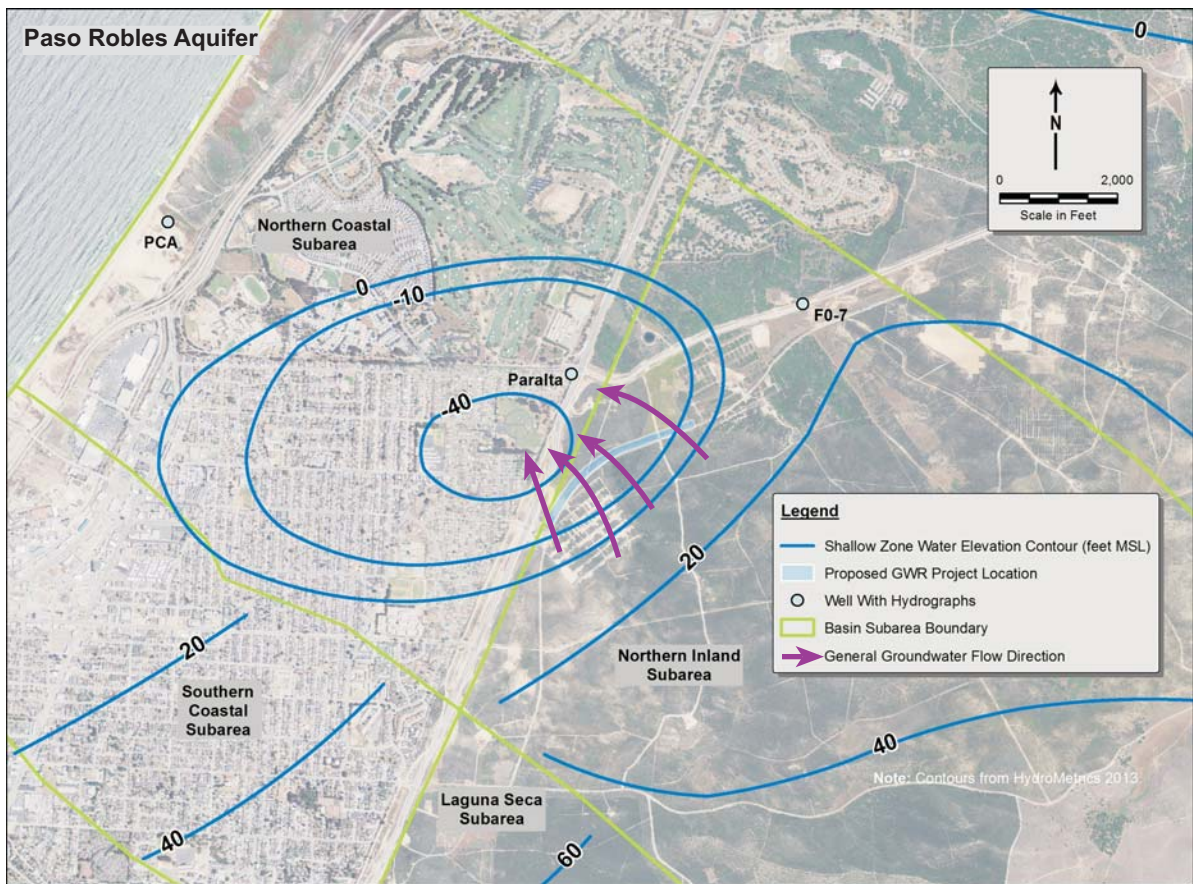 Paso Robles Aquifer
0
N
0 2,000
Scale in Feet
PCA
Northern Coastal
Subarea
0
-10
F0-7
Paralta
-40
Legend
Shallow Zone Water Elevation Contour (feet MSL)
Proposed GWR Project Location
Well With Hydrographs
Basin Subarea Boundary
General Groundwater Flow Direction
20
20
Northern Inland
Subarea
Southern
Coastal
Subarea
40
Note: Contours from HydroMetrics 2013
Laguna Seca
Subarea
40
60